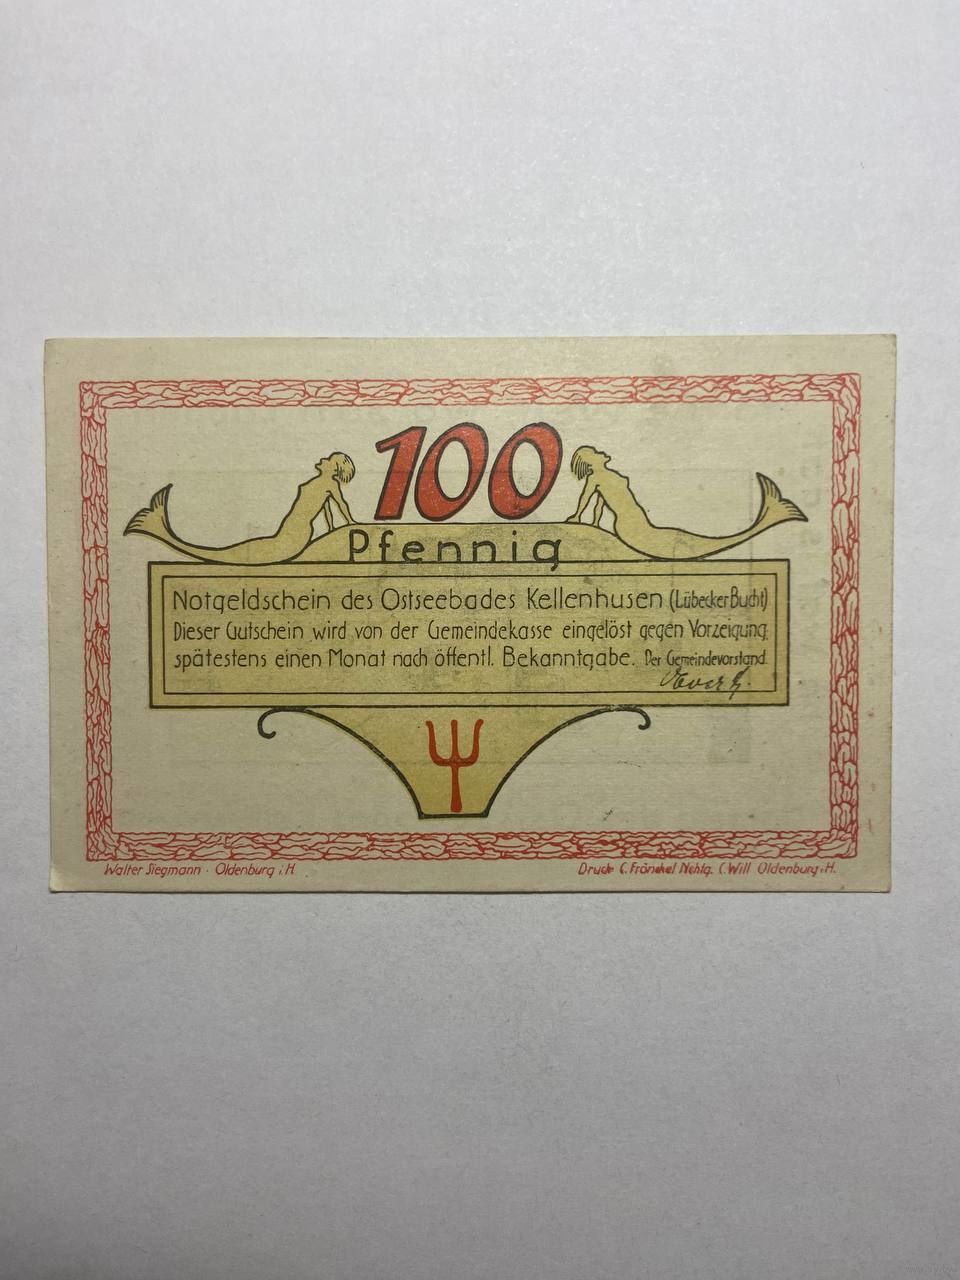 100
Pfennig
Notgeldschein des Ostseebades Kellenhusen (Lübecker Bucht)
Dieser Gutschein wird von der Gemeindekasse eingelöst gegen Vorzeigung,
spätestens einen Monat nach öffentl. Bekanntgabe. Der Gemeindevorstand.
Walter Siegmann · Oldenburg i. H.
Druck C. Fränckel Nchfg. C. Will Oldenburg i. H.